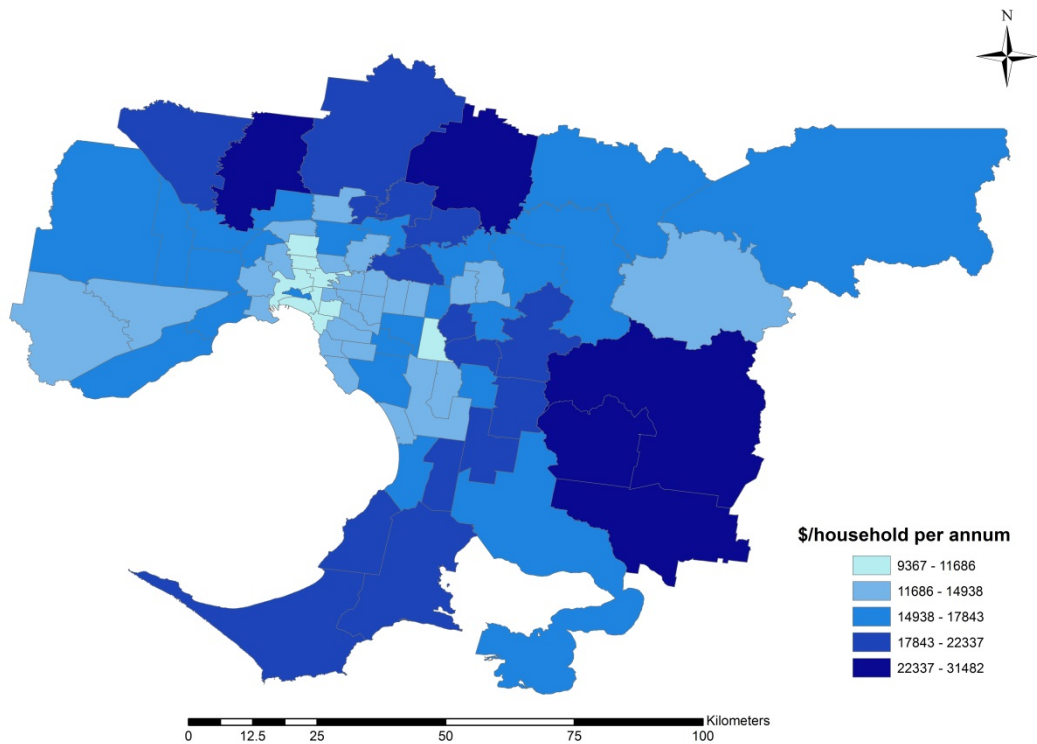 N
$/household per annum
9367 - 11686
11686 - 14938
14938 - 17843
17843 - 22337
22337 - 31482
Kilometers
0 12.5 25 50 75 100